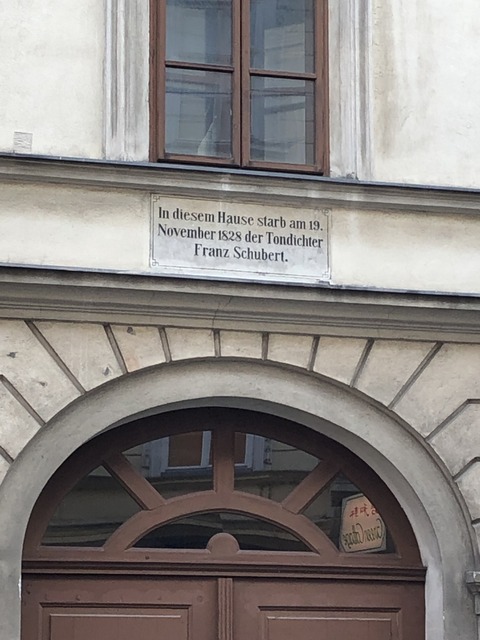 In diesem Hause starb am 19.
November 1828 der Tondichter
Franz Schubert.